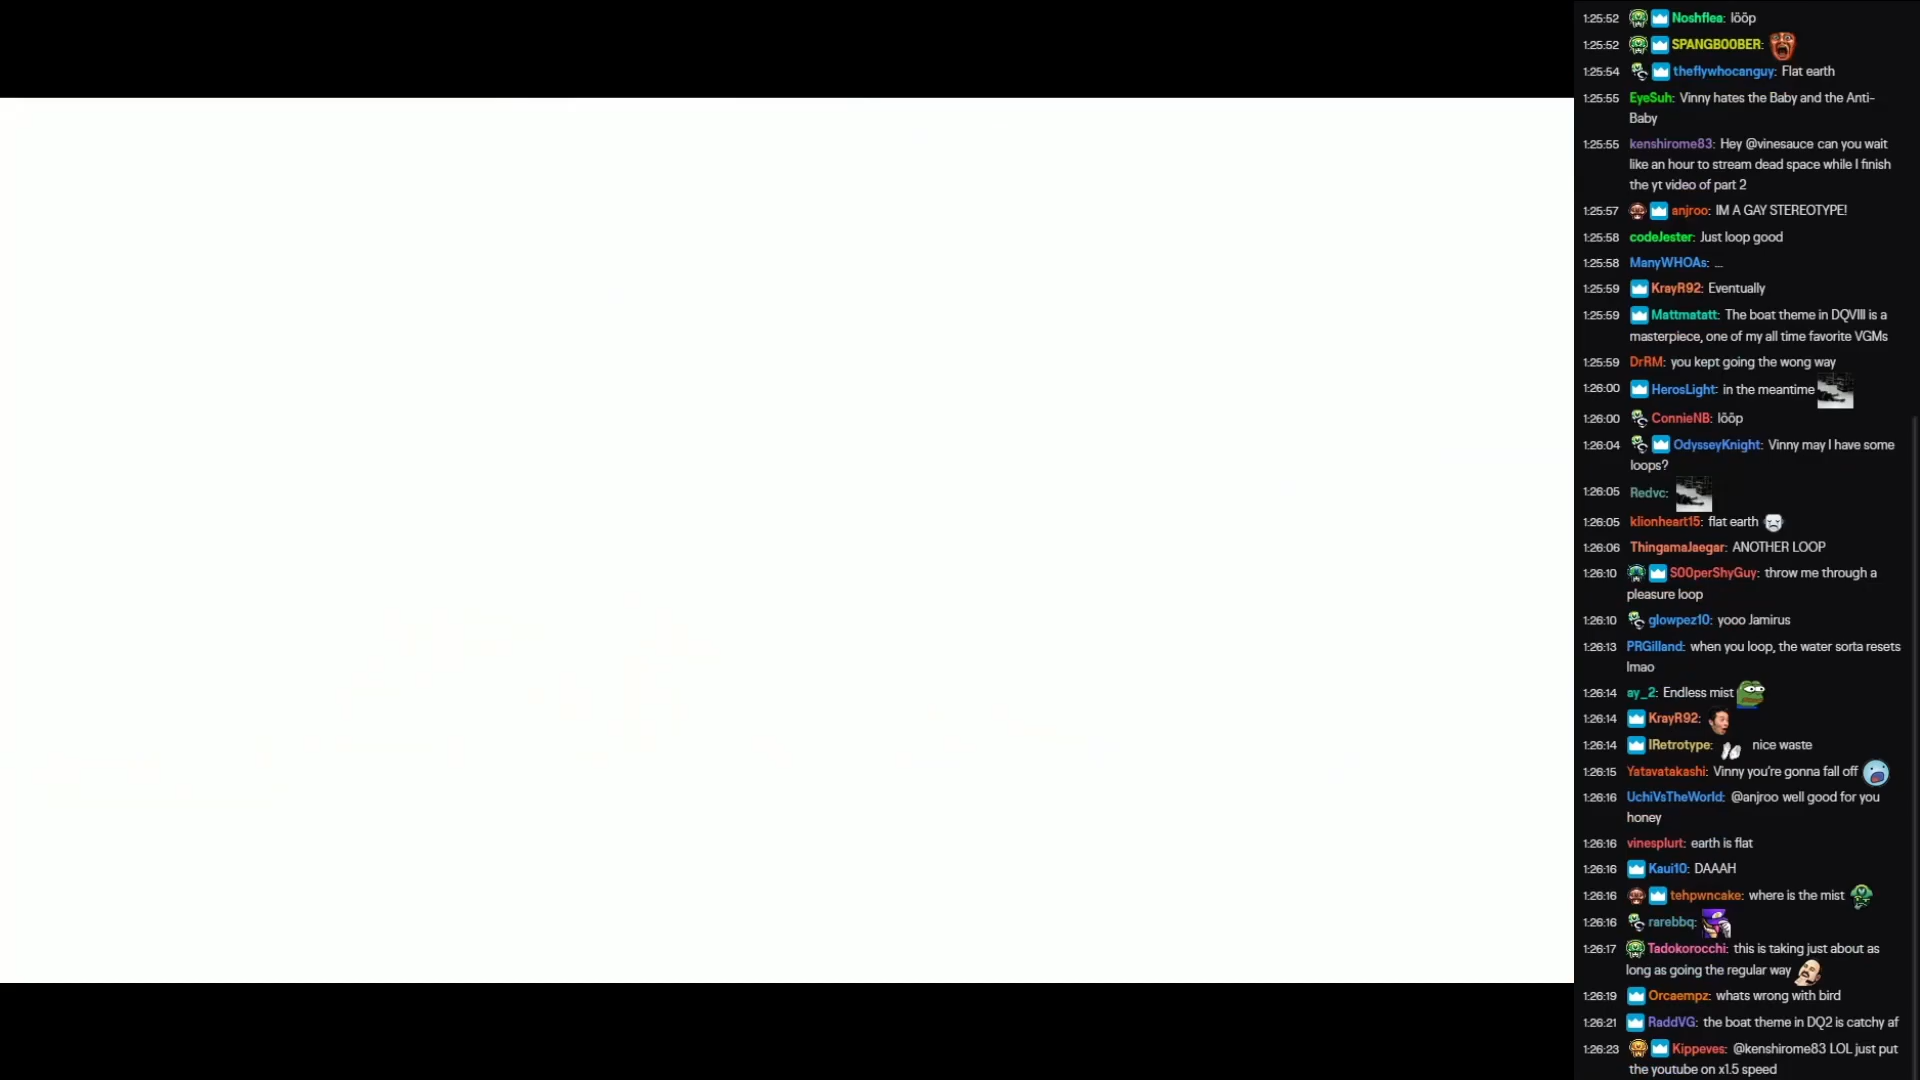 1:25:52 Noshflea: lööp
1:25:52 SPANGB00BER:
1:25:54 theflywhocanguy: Flat earth
1:25:55 EyeSuh: Vinny hates the Baby and the Anti-
Baby
1:25:55 kenshirome83: Hey @vinesauce can you wait
like an hour to stream dead space while I finish
the yt video of part 2
1:25:57 anjroo: IM A GAY STEREOTYPE!
1:25:58 codeJester: Just loop good
1:25:58 ManyWHOAs: ...
1:25:59 KrayR92: Eventually
1:25:59 Mattmatatt: The boat theme in DQVIII is a
masterpiece, one of my all time favorite VGMs
1:25:59 DrRM: you kept going the wong way
1:26:00 HerosLight: in the meantime
1:26:00 ConnieNB: lööp
1:26:04 OdysseyKnight: Vinny may I have some
loops?
1:26:05 Redvc:
1:26:05 klionheart15: flat earth
1:26:06 ThingamaJaegar: ANOTHER LOOP
1:26:10 S00perShyGuy: throw me through a
pleasure loop
1:26:10 glowpez10: yooo Jamirus
1:26:13 PRGilland: when you loop, the water sorta resets
lmao
1:26:14 ay_2: Endless mist
1:26:14 KrayR92:
1:26:14 IRetrotype: nice waste
1:26:15 Yatavatakashi: Vinny you're gonna fall off
1:26:16 UchiVsTheWorld: @anjroo well good for you
honey
1:26:16 vinesplurt: earth is flat
1:26:16 Kaui10: DAAAH
1:26:16 tehpwncake: where is the mist
1:26:16 rarebbq:
1:26:17 Tadokorocchi: this is taking just about as
long as going the regular way
1:26:19 Orcaempz: whats wrong with bird
1:26:21 RaddVG: the boat theme in DQ2 is catchy af
1:26:23 Kippeves: @kenshirome83 LOL just put
the youtube on x1.5 speed